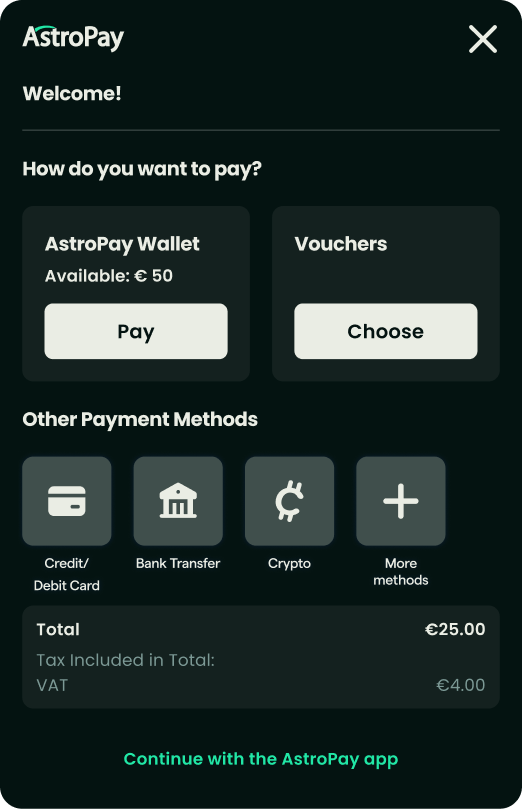 AstroPay
Welcome!
How do you want to pay?
AstroPay Wallet
Available: € 50
Pay
Vouchers
Choose
Other Payment Methods
Credit/
Debit Card
Bank Transfer
Crypto
More
methods
Total €25.00
Tax Included in Total:
VAT €4.00
Continue with the AstroPay app